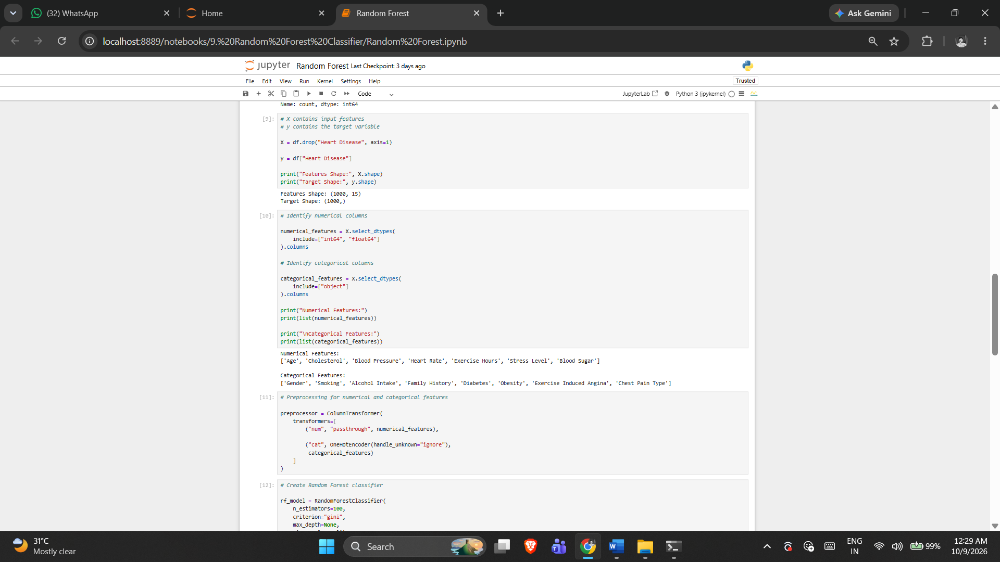 (32) WhatsApp
Home
Random Forest
Ask Gemini
localhost:8889/notebooks/9.%20Random%20Forest%20Classifier/Random%20Forest.ipynb
jupyter Random Forest Last Checkpoint: 3 days ago
File Edit View Run Kernel Settings Help
Trusted
Code
JupyterLab
Python 3 (ipykernel)
Name: count, dtype: int64
[9]: # X contains input features
# y contains the target variable
X = df.drop("Heart Disease", axis=1)
y = df["Heart Disease"]
print("Features Shape:", X.shape)
print("Target Shape:", y.shape)
Features Shape: (1000, 15)
Target Shape: (1000,)
[10]: # Identify numerical columns
numerical_features = X.select_dtypes(
    include=["int64", "float64"]
).columns
# Identify categorical columns
categorical_features = X.select_dtypes(
    include=["object"]
).columns
print("Numerical Features:")
print(list(numerical_features))
print("\nCategorical Features:")
print(list(categorical_features))
Numerical Features:
['Age', 'Cholesterol', 'Blood Pressure', 'Heart Rate', 'Exercise Hours', 'Stress Level', 'Blood Sugar']
Categorical Features:
['Gender', 'Smoking', 'Alcohol Intake', 'Family History', 'Diabetes', 'Obesity', 'Exercise Induced Angina', 'Chest Pain Type']
[11]: # Preprocessing for numerical and categorical features
preprocessor = ColumnTransformer(
    transformers=[
        ("num", "passthrough", numerical_features),
        ("cat", OneHotEncoder(handle_unknown="ignore"),
         categorical_features)
    ]
)
[12]: # Create Random Forest classifier
rf_model = RandomForestClassifier(
    n_estimators=100,
    criterion="gini",
    max_depth=None,
31°C
Mostly clear
Search
ENG
IN
99%
12:29 AM
10/9/2026